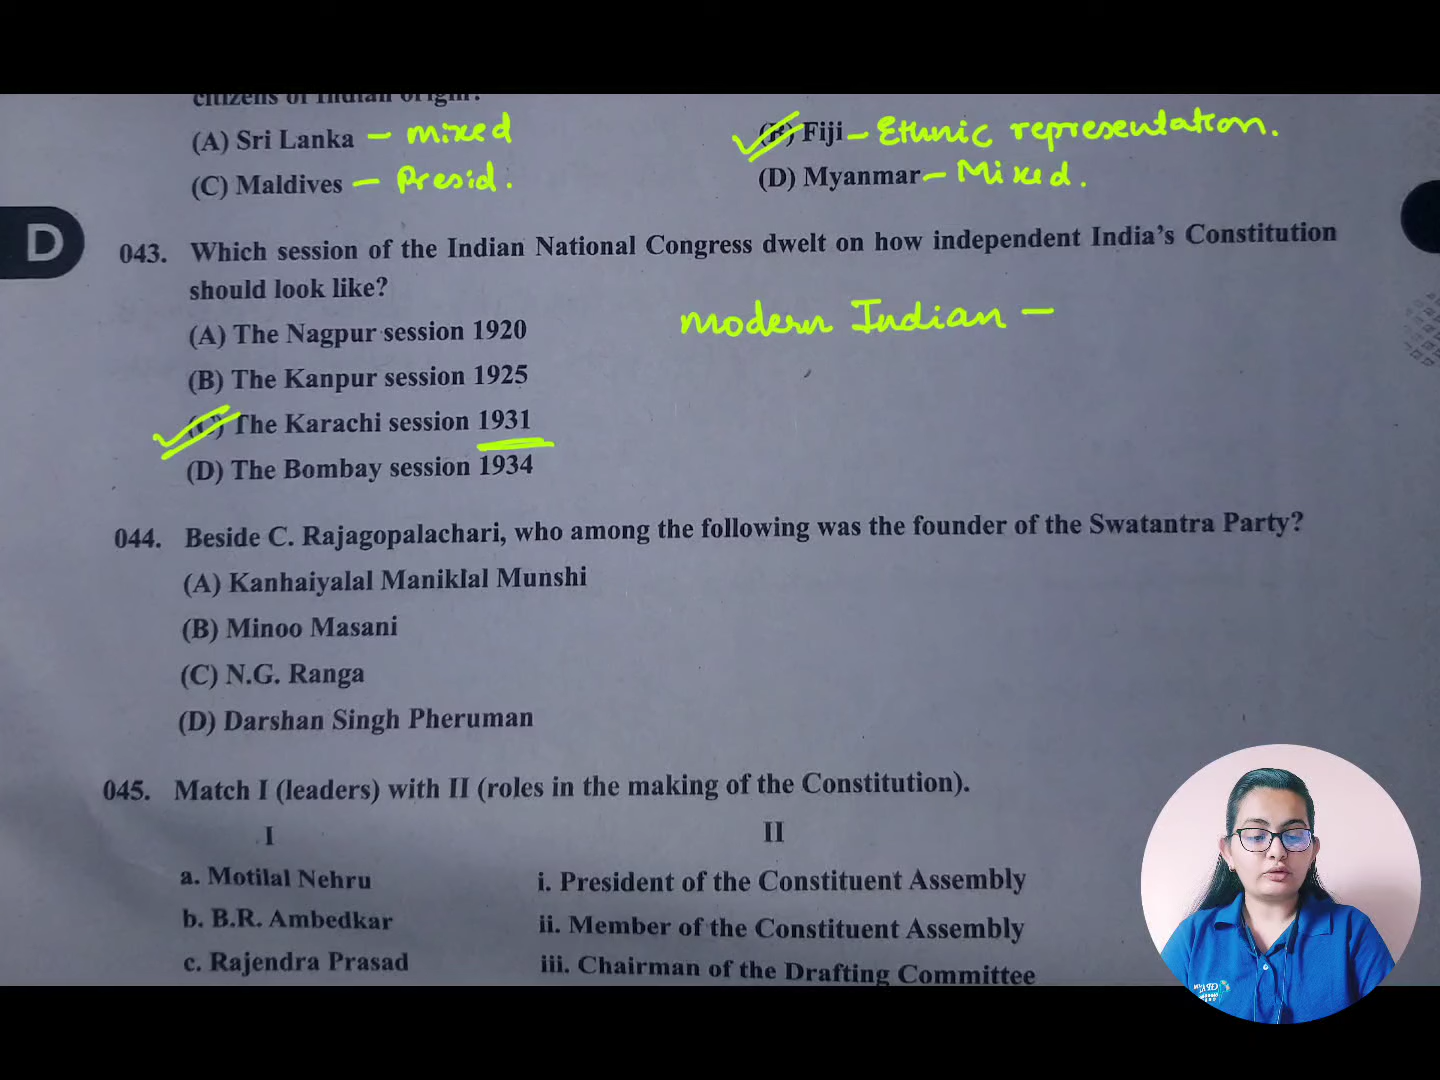 citizens of Indian origin?
(A) Sri Lanka – mixed
(B) Fiji – Ethnic representation.
(C) Maldives – Presid.
(D) Myanmar – Mixed.
D
043. Which session of the Indian National Congress dwelt on how independent India's Constitution
should look like?
Modern Indian –
(A) The Nagpur session 1920
(B) The Kanpur session 1925
(C) The Karachi session 1931
(D) The Bombay session 1934
044. Beside C. Rajagopalachari, who among the following was the founder of the Swatantra Party?
(A) Kanhaiyalal Maniklal Munshi
(B) Minoo Masani
(C) N.G. Ranga
(D) Darshan Singh Pheruman
045. Match I (leaders) with II (roles in the making of the Constitution).
I II
a. Motilal Nehru i. President of the Constituent Assembly
b. B.R. Ambedkar ii. Member of the Constituent Assembly
c. Rajendra Prasad iii. Chairman of the Drafting Committee